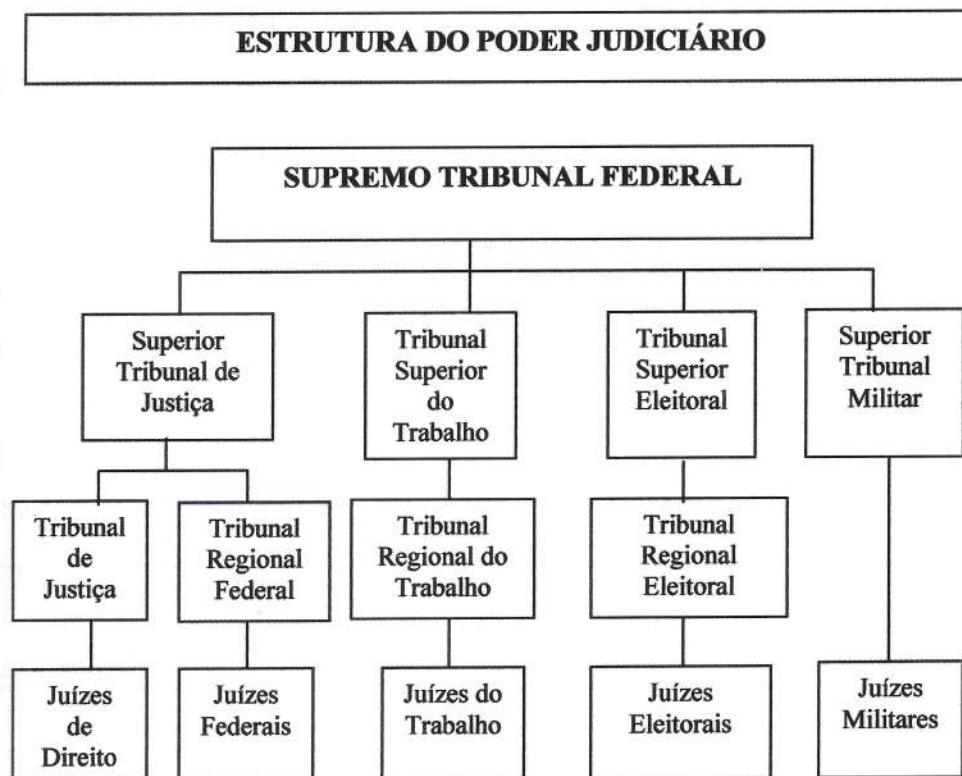 ESTRUTURA DO PODER JUDICIÁRIO
SUPREMO TRIBUNAL FEDERAL
Superior
Tribunal de
Justiça
Tribunal
Superior
do
Trabalho
Tribunal
Superior
Eleitoral
Superior
Tribunal
Militar
Tribunal
de
Justiça
Tribunal
Regional
Federal
Tribunal
Regional do
Trabalho
Tribunal
Regional
Eleitoral
Juízes
de
Direito
Juízes
Federais
Juízes do
Trabalho
Juízes
Eleitorais
Juízes
Militares